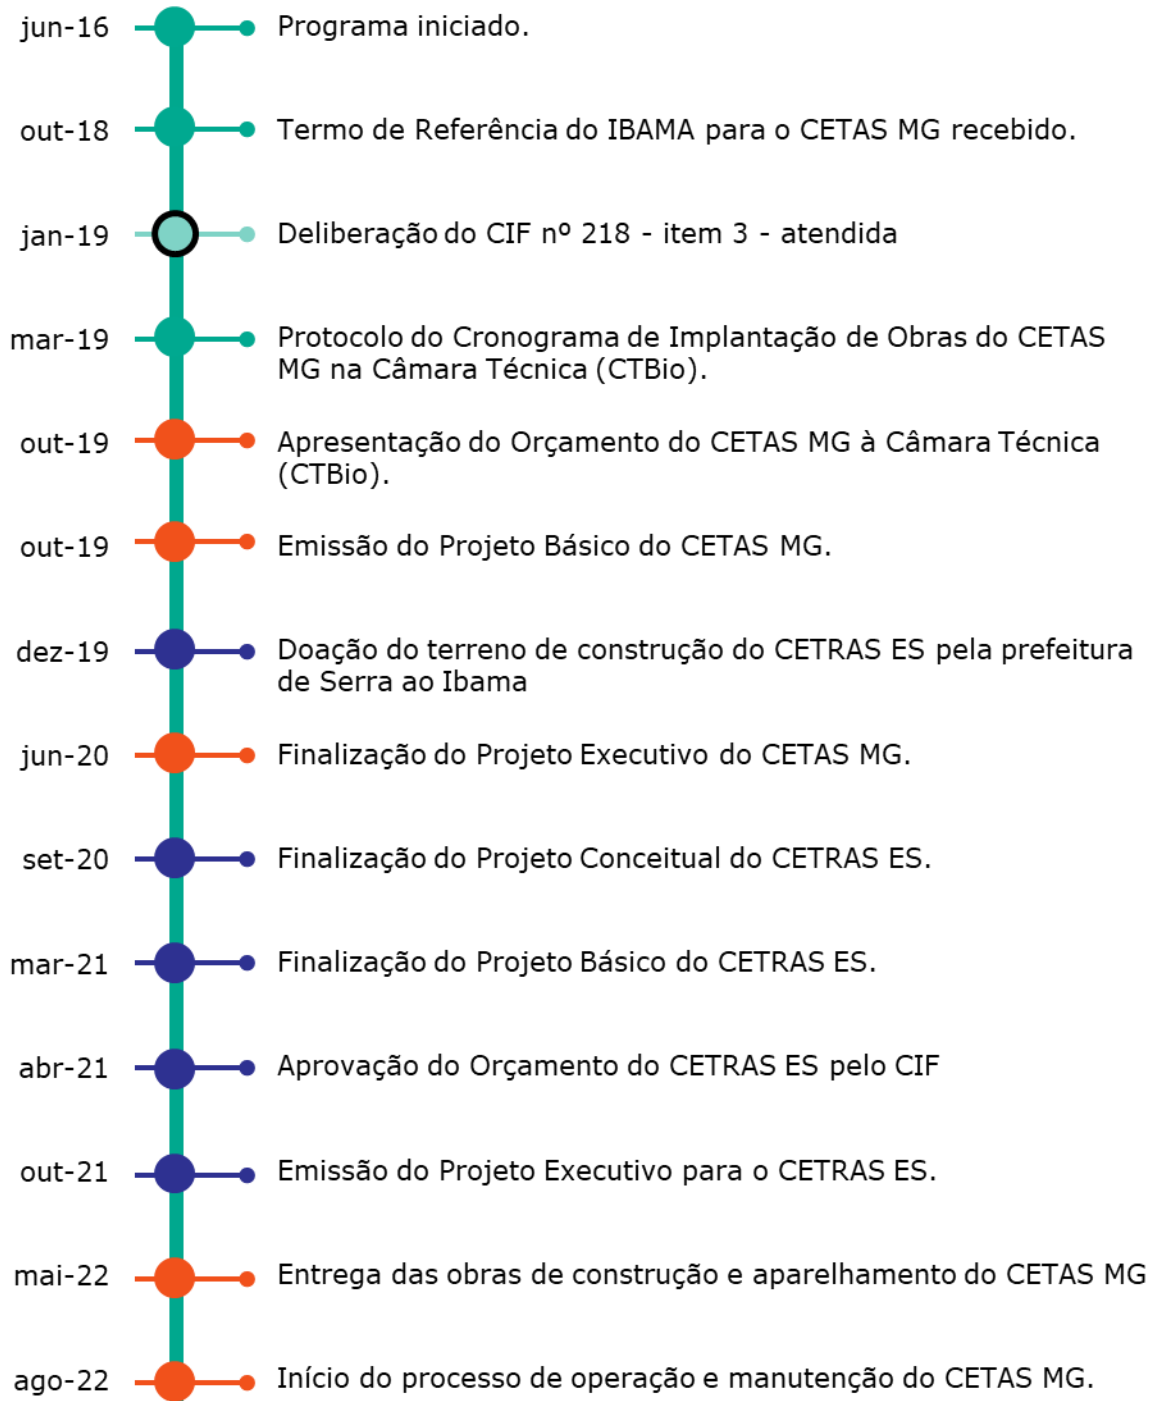 jun-16 Programa iniciado.
out-18 Termo de Referência do IBAMA para o CETAS MG recebido.
jan-19 Deliberação do CIF nº 218 - item 3 - atendida
mar-19 Protocolo do Cronograma de Implantação de Obras do CETAS
MG na Câmara Técnica (CTBio).
out-19 Apresentação do Orçamento do CETAS MG à Câmara Técnica
(CTBio).
out-19 Emissão do Projeto Básico do CETAS MG.
dez-19 Doação do terreno de construção do CETRAS ES pela prefeitura
de Serra ao Ibama
jun-20 Finalização do Projeto Executivo do CETAS MG.
set-20 Finalização do Projeto Conceitual do CETRAS ES.
mar-21 Finalização do Projeto Básico do CETRAS ES.
abr-21 Aprovação do Orçamento do CETRAS ES pelo CIF
out-21 Emissão do Projeto Executivo para o CETRAS ES.
mai-22 Entrega das obras de construção e aparelhamento do CETAS MG
ago-22 Início do processo de operação e manutenção do CETAS MG.